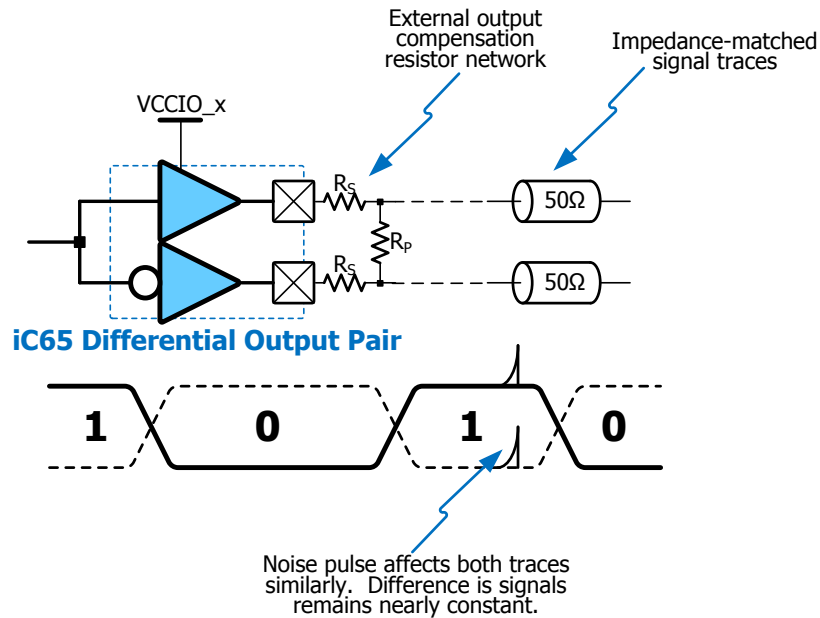 External output
compensation
resistor network
Impedance-matched
signal traces
VCCIO_x
RS
50Ω
RP
RS
50Ω
iC65 Differential Output Pair
1 0 1 0
Noise pulse affects both traces
similarly. Difference is signals
remains nearly constant.